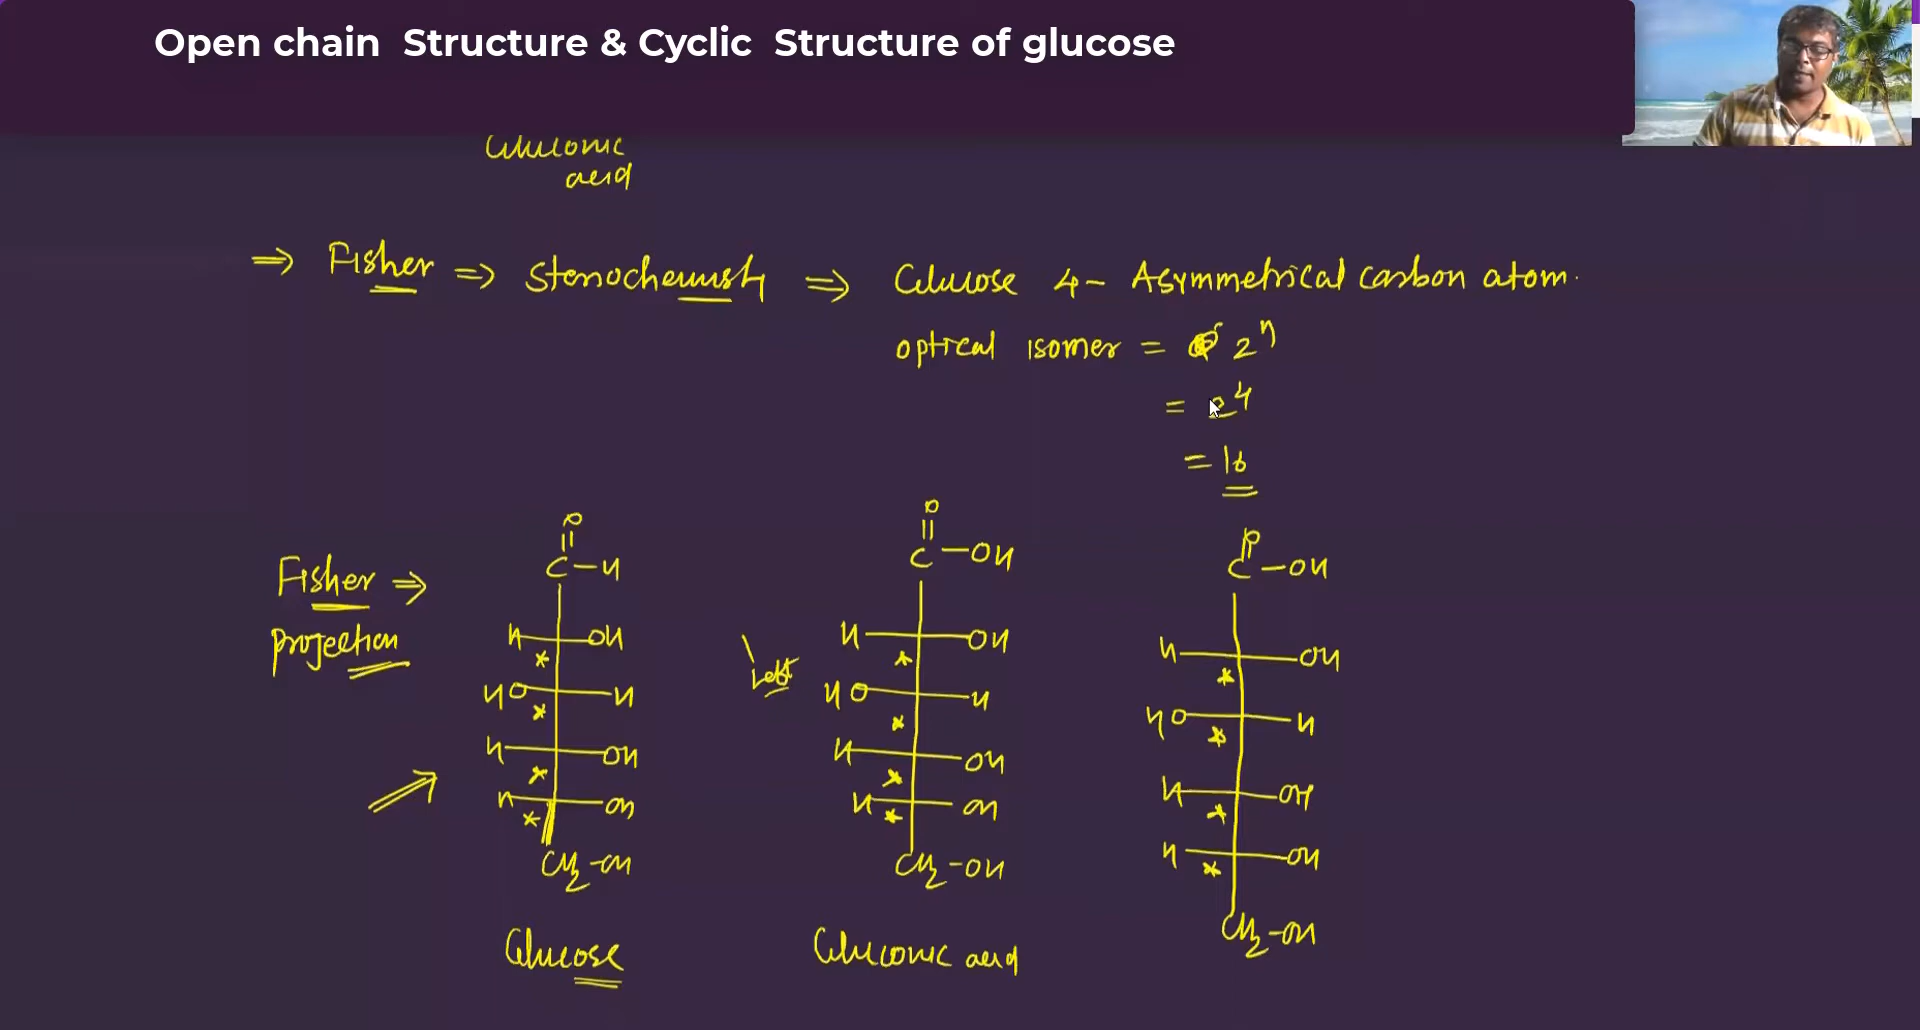 Open chain Structure & Cyclic Structure of glucose
Gluconic
acid
⇒ Fisher ⇒ Stereochemistry ⇒ Glucose 4- Asymmetrical carbon atom.
optical isomer = 2ⁿ
= 2⁴
= 16
Fisher ⇒
projection
O
C-H
H OH
*
HO H
*
H OH
*
H OH
*
CH₂-OH
Glucose
O
C-OH
H OH
*
HO H
*
H OH
*
H OH
*
CH₂-OH
Gluconic acid
O
C-OH
H OH
*
HO H
*
H OH
*
H OH
*
CH₂-OH